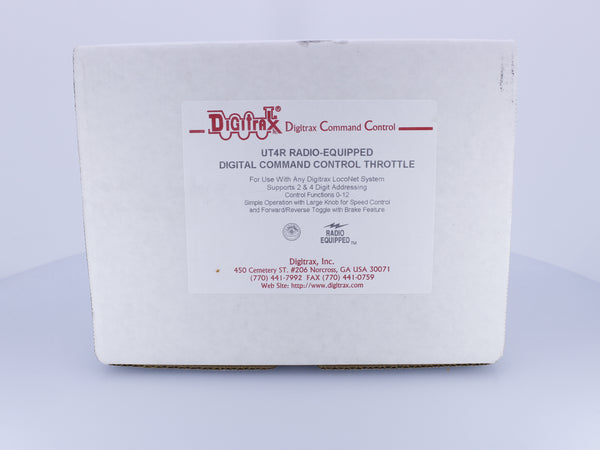 DIGITRAX® Digitrax Command Control
UT4R RADIO-EQUIPPED
DIGITAL COMMAND CONTROL THROTTLE
For Use With Any Digitrax LocoNet System
Supports 2 & 4 Digit Addressing
Control Functions 0-12
Simple Operation with Large Knob for Speed Control
and Forward/Reverse Toggle with Brake Feature
RADIO
EQUIPPED™
Digitrax, Inc.
450 Cemetery ST. #206 Norcross, GA USA 30071
(770) 441-7992 FAX (770) 441-0759
Web Site: http://www.digitrax.com